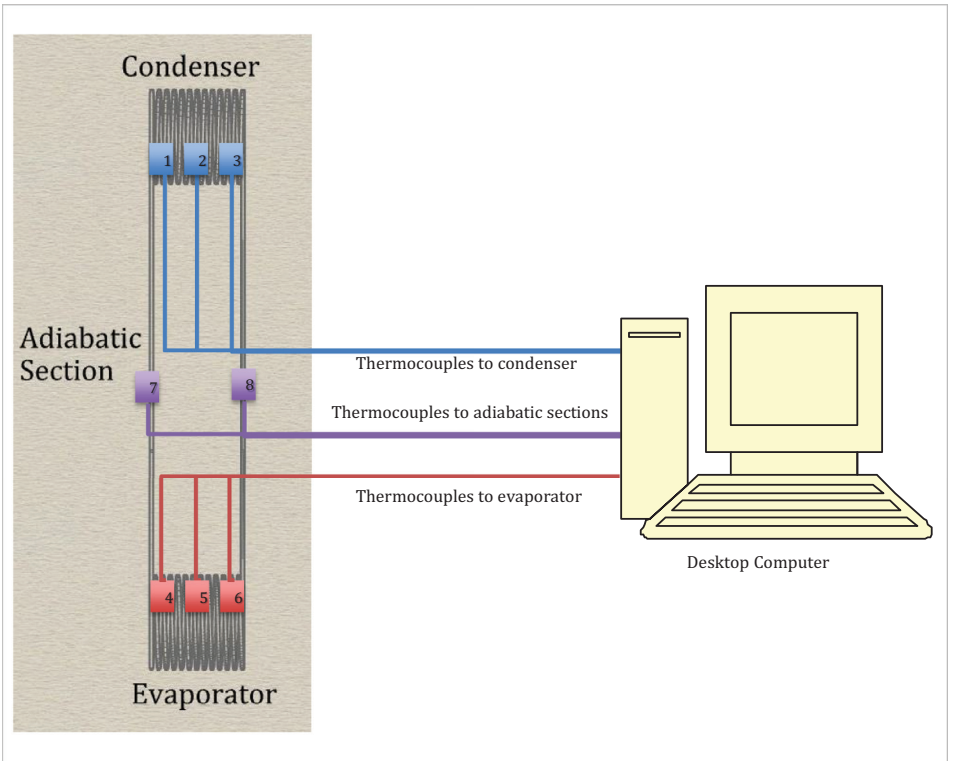 Condenser
1 2 3
Adiabatic
Section
Thermocouples to condenser
7 8
Thermocouples to adiabatic sections
Thermocouples to evaporator
Desktop Computer
4 5 6
Evaporator